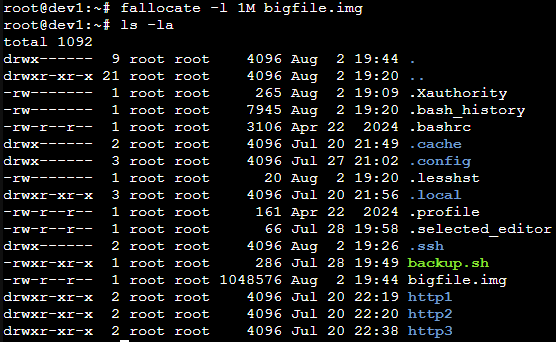 root@dev1:~# fallocate -l 1M bigfile.img
root@dev1:~# ls -la
total 1092
drwx------  9 root root    4096 Aug  2 19:44 .
drwxr-xr-x 21 root root    4096 Aug  2 19:20 ..
-rw-------  1 root root     265 Aug  2 19:09 .Xauthority
-rw-------  1 root root    7945 Aug  2 19:20 .bash_history
-rw-r--r--  1 root root    3106 Apr 22  2024 .bashrc
drwx------  2 root root    4096 Jul 20 21:49 .cache
drwx------  3 root root    4096 Jul 27 21:02 .config
-rw-------  1 root root      20 Aug  2 19:20 .lesshst
drwxr-xr-x  3 root root    4096 Jul 20 21:56 .local
-rw-r--r--  1 root root     161 Apr 22  2024 .profile
-rw-r--r--  1 root root      66 Jul 28 19:58 .selected_editor
drwx------  2 root root    4096 Aug  2 19:26 .ssh
-rwxr-xr-x  1 root root     286 Jul 28 19:49 backup.sh
-rw-r--r--  1 root root 1048576 Aug  2 19:44 bigfile.img
drwxr-xr-x  2 root root    4096 Jul 20 22:19 http1
drwxr-xr-x  2 root root    4096 Jul 20 22:20 http2
drwxr-xr-x  2 root root    4096 Jul 20 22:38 http3